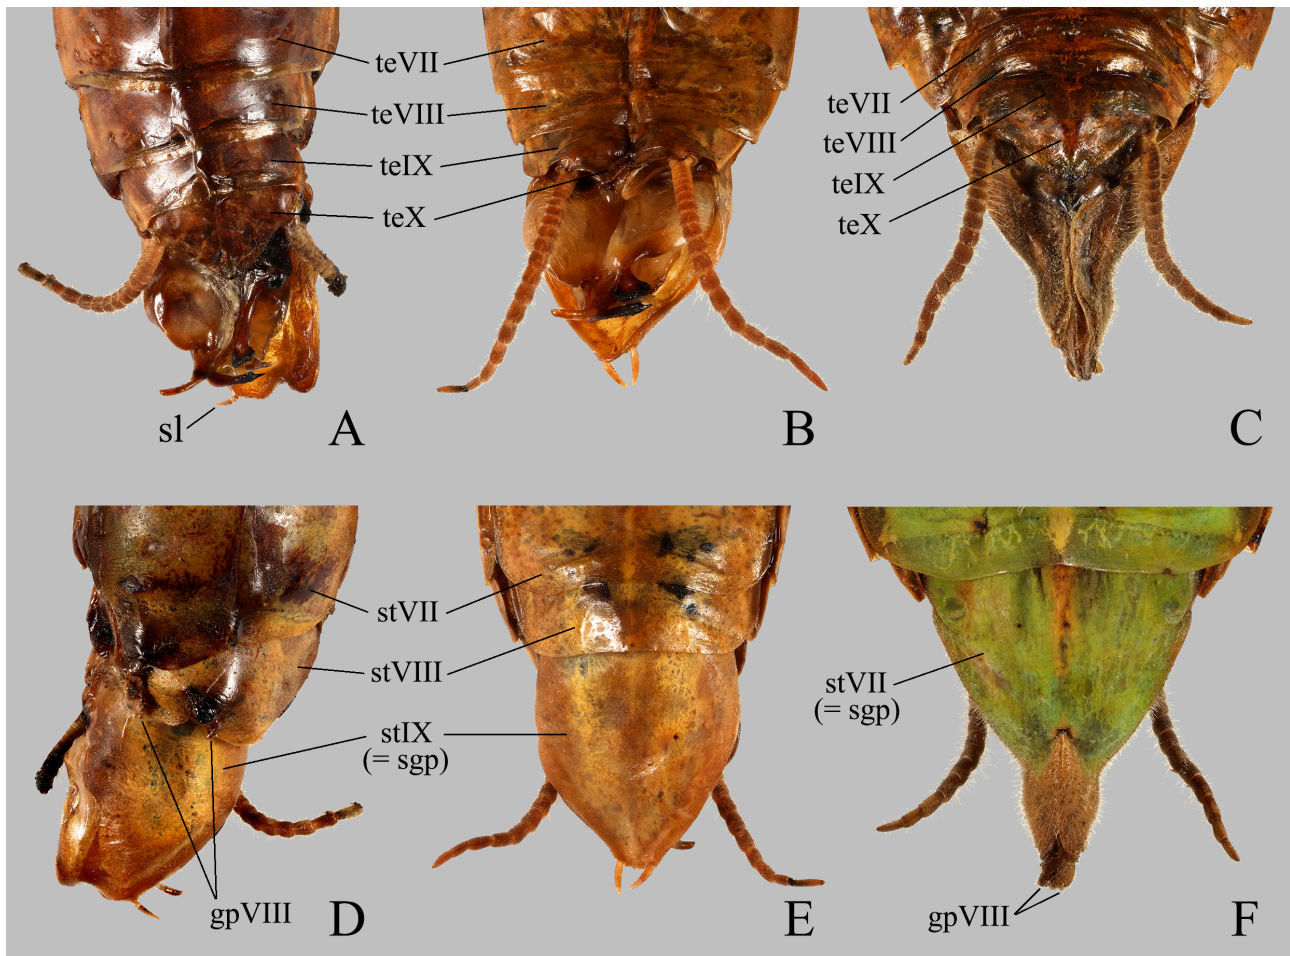 teVII
teVIII
teIX
teX
teVII
teVIII
teIX
teX
sl
A
B
C
stVII
stVIII
stIX
(= sgp)
stVII
(= sgp)
gpVIII
gpVIII
D
E
F